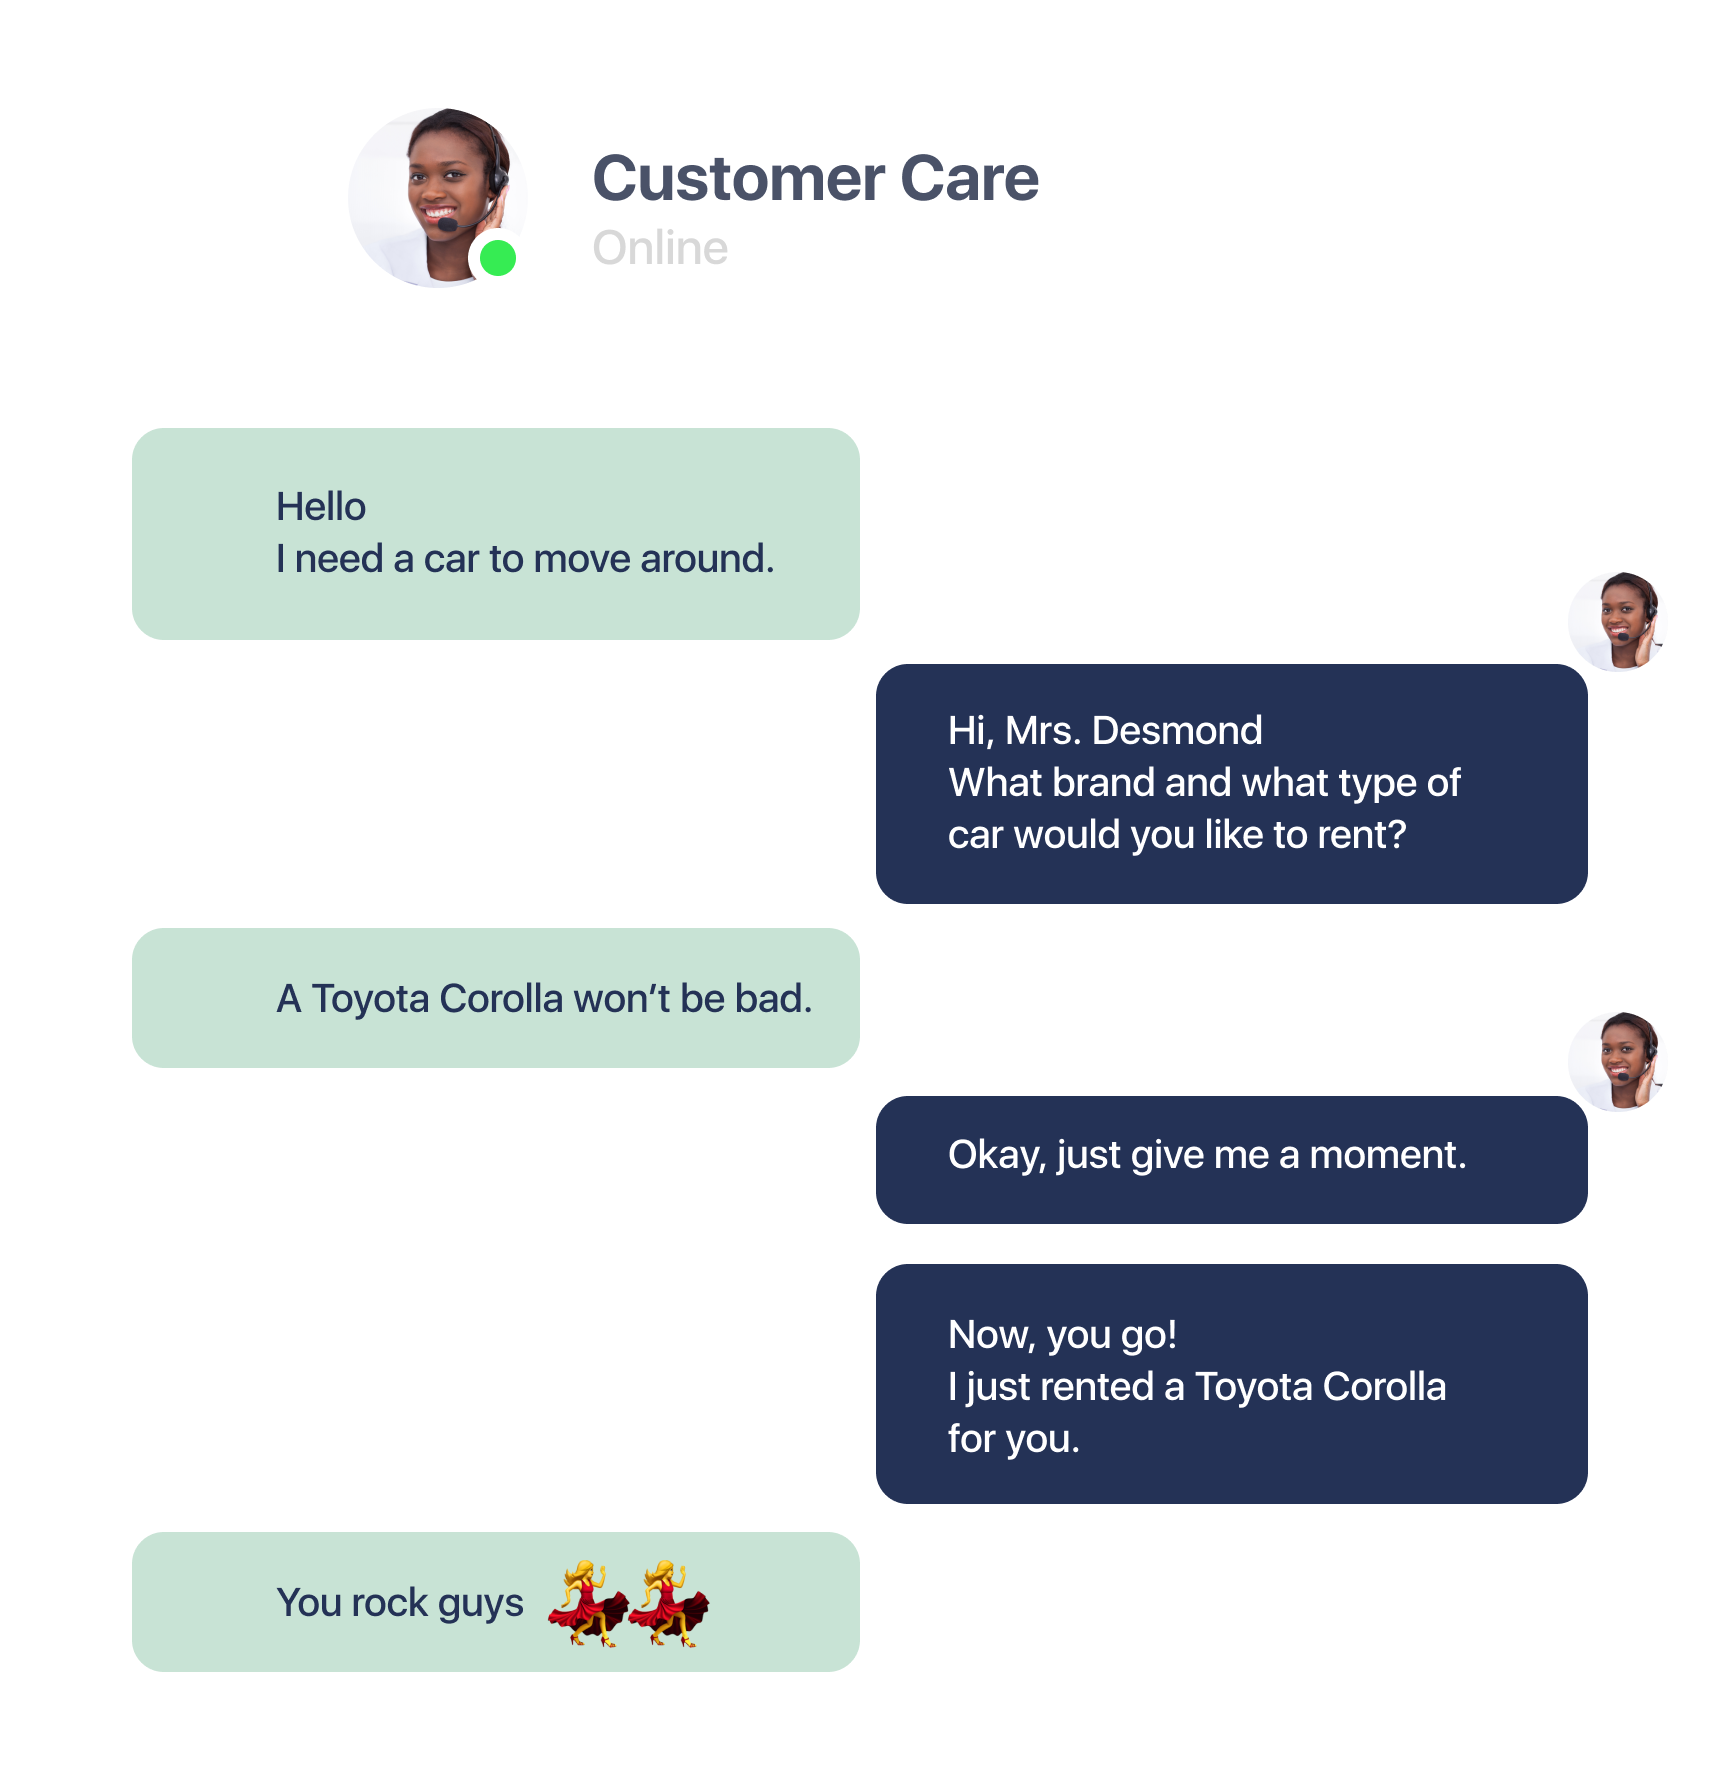 Customer Care
Online
Hello
I need a car to move around.
Hi, Mrs. Desmond
What brand and what type of
car would you like to rent?
A Toyota Corolla won’t be bad.
Okay, just give me a moment.
Now, you go!
I just rented a Toyota Corolla
for you.
You rock guys 💃💃